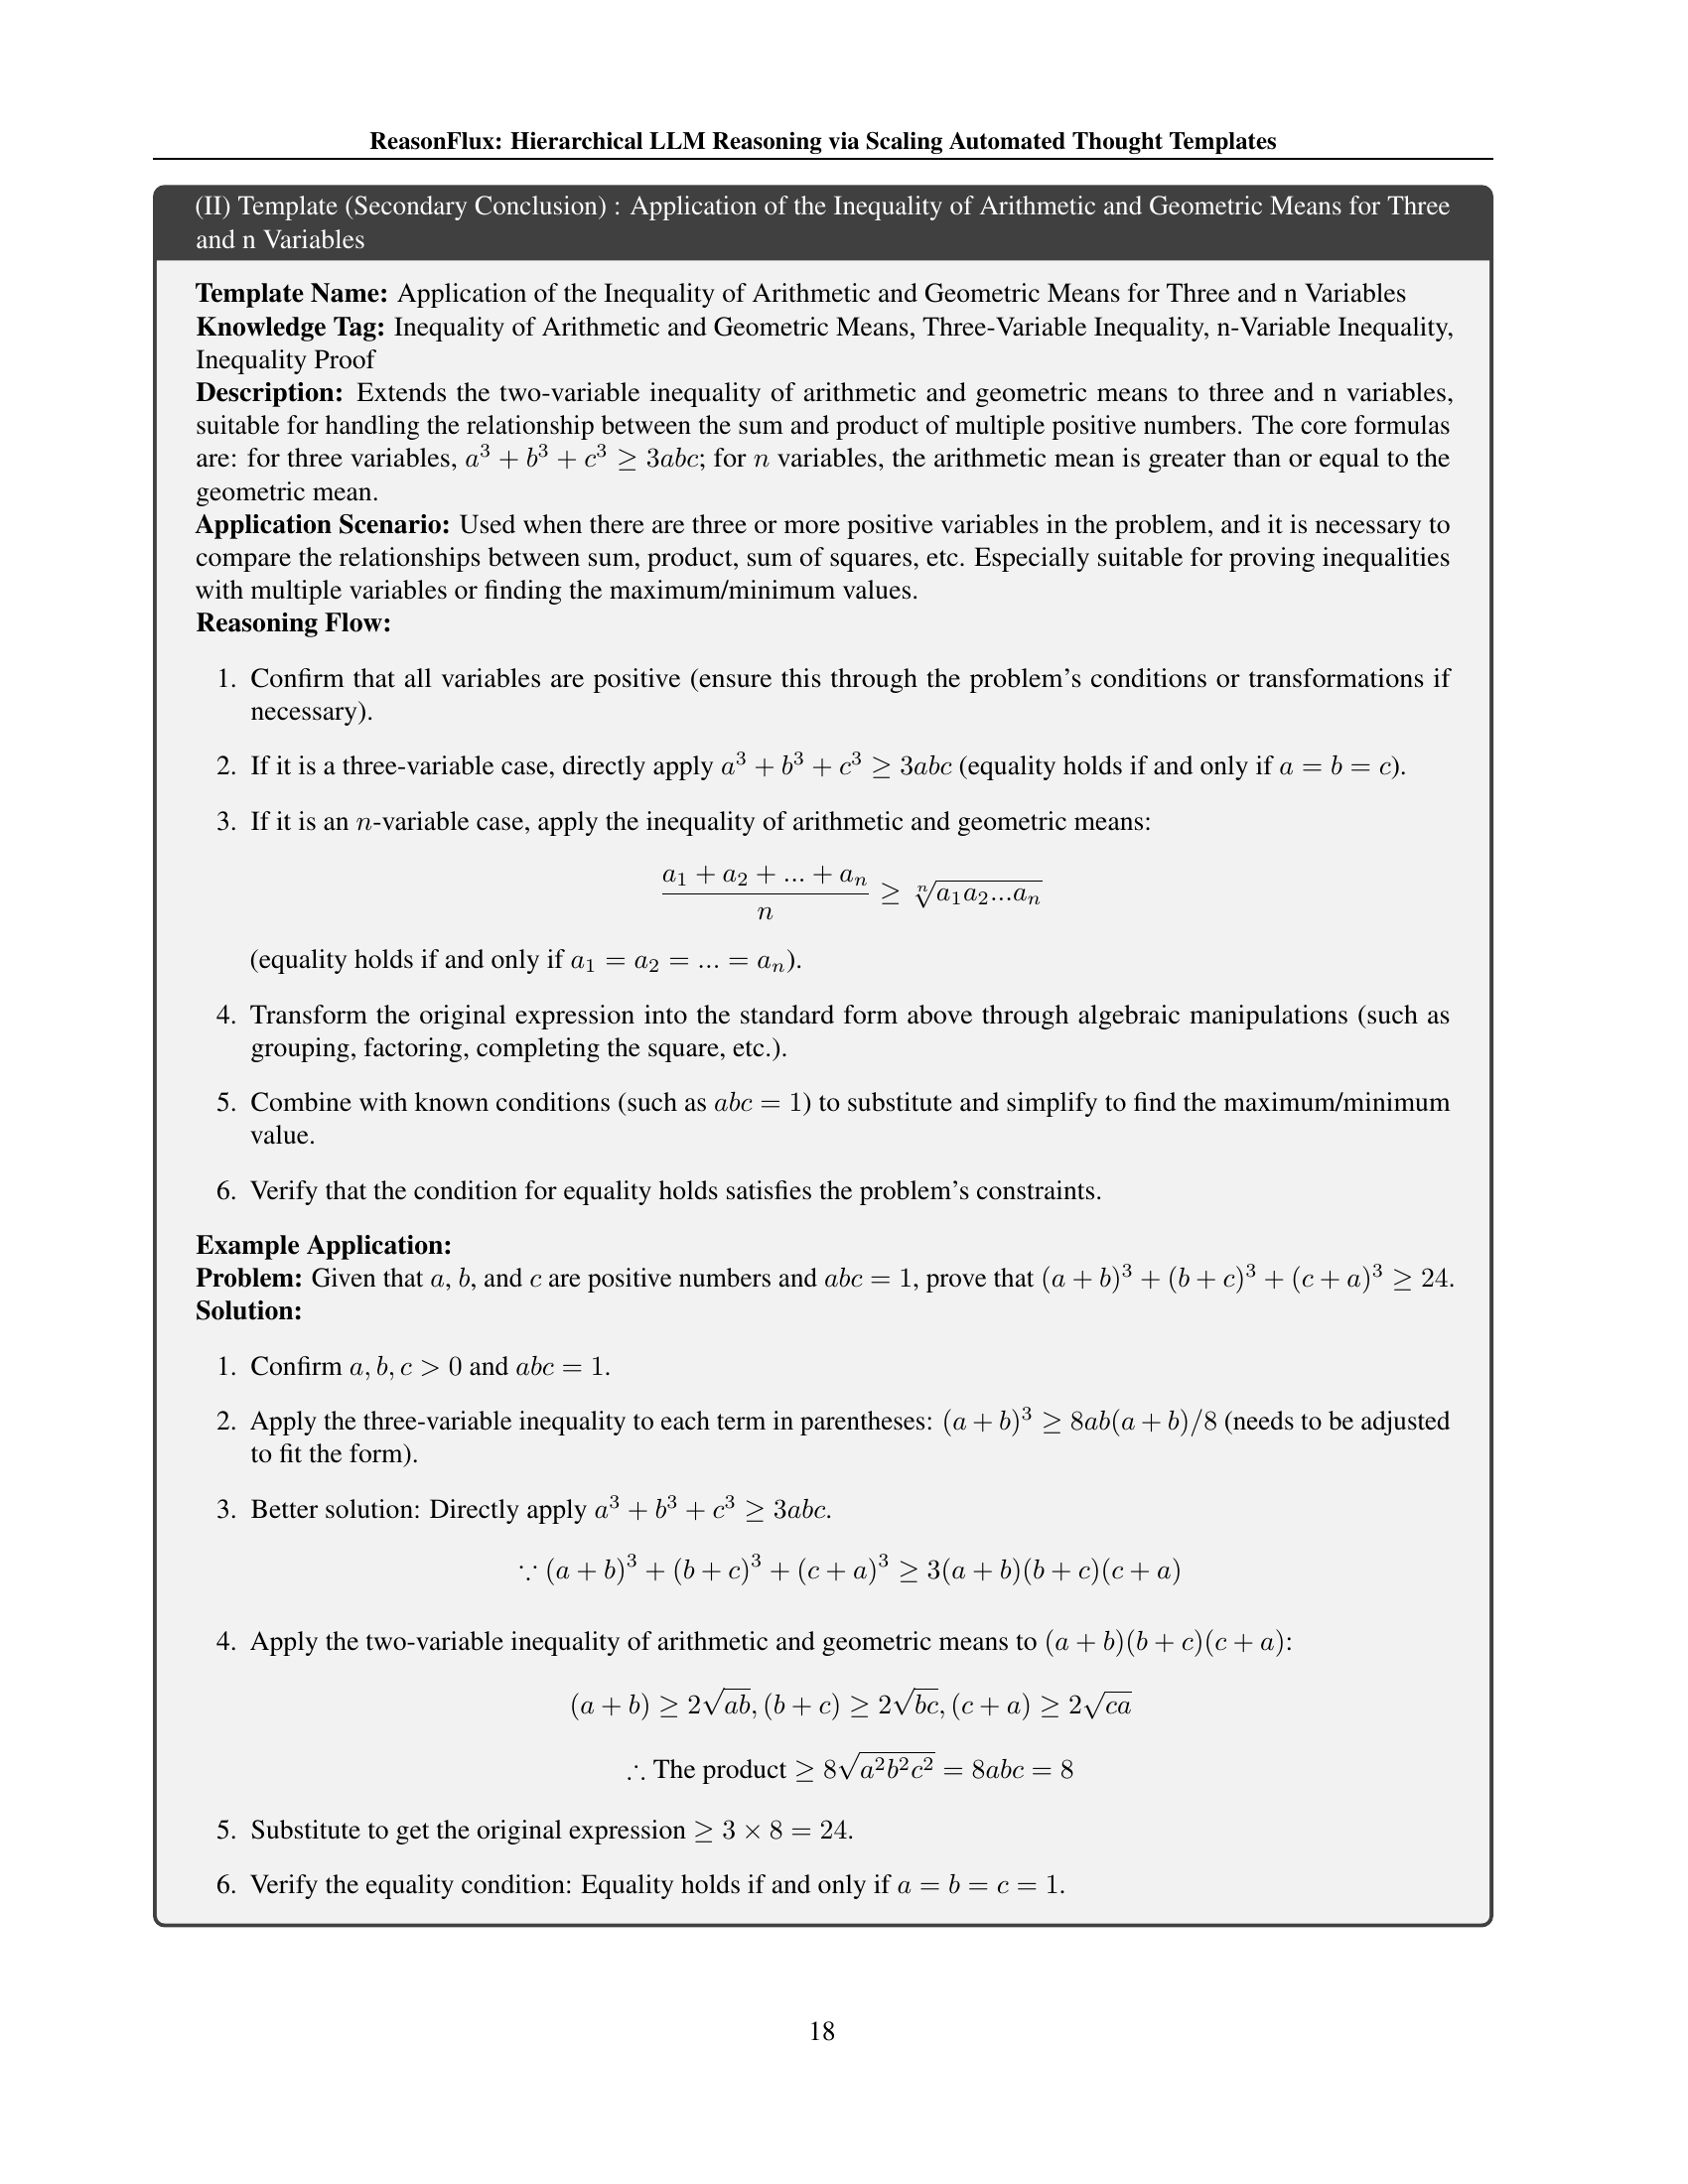 ReasonFlux: Hierarchical LLM Reasoning via Scaling Automated Thought Templates
(II) Template (Secondary Conclusion) : Application of the Inequality of Arithmetic and Geometric Means for Three
and n Variables
Template Name: Application of the Inequality of Arithmetic and Geometric Means for Three and n Variables
Knowledge Tag: Inequality of Arithmetic and Geometric Means, Three-Variable Inequality, n-Variable Inequality,
Inequality Proof
Description: Extends the two-variable inequality of arithmetic and geometric means to three and n variables,
suitable for handling the relationship between the sum and product of multiple positive numbers. The core formulas
are: for three variables, $a^3 + b^3 + c^3 \geq 3abc$; for $n$ variables, the arithmetic mean is greater than or equal to the
geometric mean.
Application Scenario: Used when there are three or more positive variables in the problem, and it is necessary to
compare the relationships between sum, product, sum of squares, etc. Especially suitable for proving inequalities
with multiple variables or finding the maximum/minimum values.
Reasoning Flow:
1. Confirm that all variables are positive (ensure this through the problem's conditions or transformations if
necessary).
2. If it is a three-variable case, directly apply $a^3 + b^3 + c^3 \geq 3abc$ (equality holds if and only if $a = b = c$).
3. If it is an $n$-variable case, apply the inequality of arithmetic and geometric means:
$\frac{a_1 + a_2 + ... + a_n}{n} \geq \sqrt[n]{a_1 a_2 ... a_n}$
(equality holds if and only if $a_1 = a_2 = ... = a_n$).
4. Transform the original expression into the standard form above through algebraic manipulations (such as
grouping, factoring, completing the square, etc.).
5. Combine with known conditions (such as $abc = 1$) to substitute and simplify to find the maximum/minimum
value.
6. Verify that the condition for equality holds satisfies the problem's constraints.
Example Application:
Problem: Given that $a$, $b$, and $c$ are positive numbers and $abc = 1$, prove that $(a + b)^3 + (b + c)^3 + (c + a)^3 \geq 24$.
Solution:
1. Confirm $a, b, c > 0$ and $abc = 1$.
2. Apply the three-variable inequality to each term in parentheses: $(a + b)^3 \geq 8ab(a + b)/8$ (needs to be adjusted
to fit the form).
3. Better solution: Directly apply $a^3 + b^3 + c^3 \geq 3abc$.
$\because (a + b)^3 + (b + c)^3 + (c + a)^3 \geq 3(a + b)(b + c)(c + a)$
4. Apply the two-variable inequality of arithmetic and geometric means to $(a + b)(b + c)(c + a)$:
$(a + b) \geq 2\sqrt{ab}, (b + c) \geq 2\sqrt{bc}, (c + a) \geq 2\sqrt{ca}$
$\therefore$ The product $\geq 8\sqrt{a^2b^2c^2} = 8abc = 8$
5. Substitute to get the original expression $\geq 3 \times 8 = 24$.
6. Verify the equality condition: Equality holds if and only if $a = b = c = 1$.
18